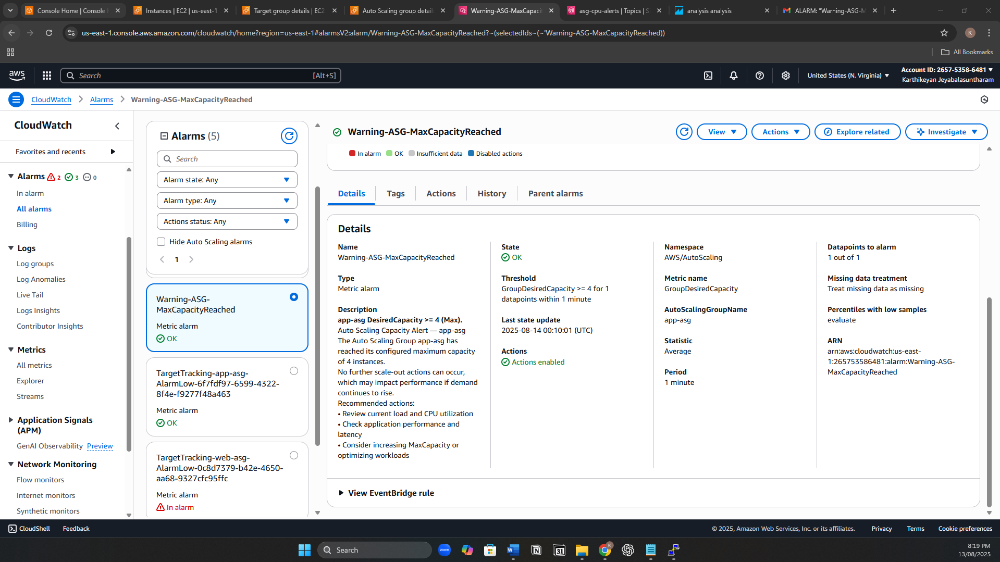 Console Home | Console
Instances | EC2 | us-east-1
Target group details | EC2
Auto Scaling group detail
Warning-ASG-MaxCapaci
asg-cpu-alerts | Topics | S
analysis analysis
ALARM: "Warning-ASG-M
us-east-1.console.aws.amazon.com/cloudwatch/home?region=us-east-1#alarmsV2:alarm/Warning-ASG-MaxCapacityReached?~(selectedIds~(~'Warning-ASG-MaxCapacityReached))
K
All Bookmarks
aws
Search
[Alt+S]
United States (N. Virginia)
Account ID: 2657-5358-6481
Karthikeyan Jeyabalasuntharam
CloudWatch
Alarms
Warning-ASG-MaxCapacityReached
CloudWatch
Favorites and recents
Alarms 2 3 0
In alarm
All alarms
Billing
Logs
Log groups
Log Anomalies
Live Tail
Logs Insights
Contributor Insights
Metrics
All metrics
Explorer
Streams
Application Signals
(APM)
GenAI Observability Preview
Network Monitoring
Flow monitors
Internet monitors
Synthetic monitors
Alarms (5)
Search
Alarm state: Any
Alarm type: Any
Actions status: Any
Hide Auto Scaling alarms
1
Warning-ASG-
MaxCapacityReached
Metric alarm
OK
TargetTracking-app-asg-
AlarmLow-6f7fdf97-6599-4322-
8f4e-f9277f48a463
Metric alarm
OK
TargetTracking-web-asg-
AlarmLow-0c8d7379-b42e-4650-
aa68-9327cfc95ffc
Metric alarm
In alarm
Warning-ASG-MaxCapacityReached
View
Actions
Explore related
Investigate
In alarm
OK
Insufficient data
Disabled actions
Details
Tags
Actions
History
Parent alarms
Details
Name
Warning-ASG-MaxCapacityReached
Type
Metric alarm
Description
app-asg DesiredCapacity >= 4 (Max).
Auto Scaling Capacity Alert — app-asg
The Auto Scaling Group app-asg has
reached its configured maximum capacity
of 4 instances.
No further scale-out actions can occur,
which may impact performance if demand
continues to rise.
Recommended actions:
• Review current load and CPU utilization
• Check application performance and
latency
• Consider increasing MaxCapacity or
optimizing workloads
State
OK
Threshold
GroupDesiredCapacity >= 4 for 1
datapoints within 1 minute
Last state update
2025-08-14 00:10:01 (UTC)
Actions
Actions enabled
Namespace
AWS/AutoScaling
Metric name
GroupDesiredCapacity
AutoScalingGroupName
app-asg
Statistic
Average
Period
1 minute
Datapoints to alarm
1 out of 1
Missing data treatment
Treat missing data as missing
Percentiles with low samples
evaluate
ARN
arn:aws:cloudwatch:us-east-
1:265753586481:alarm:Warning-ASG-
MaxCapacityReached
View EventBridge rule
CloudShell
Feedback
© 2025, Amazon Web Services, Inc. or its affiliates.
Privacy
Terms
Cookie preferences
Search
zoom
W
N
31
K
8:19 PM
13/08/2025